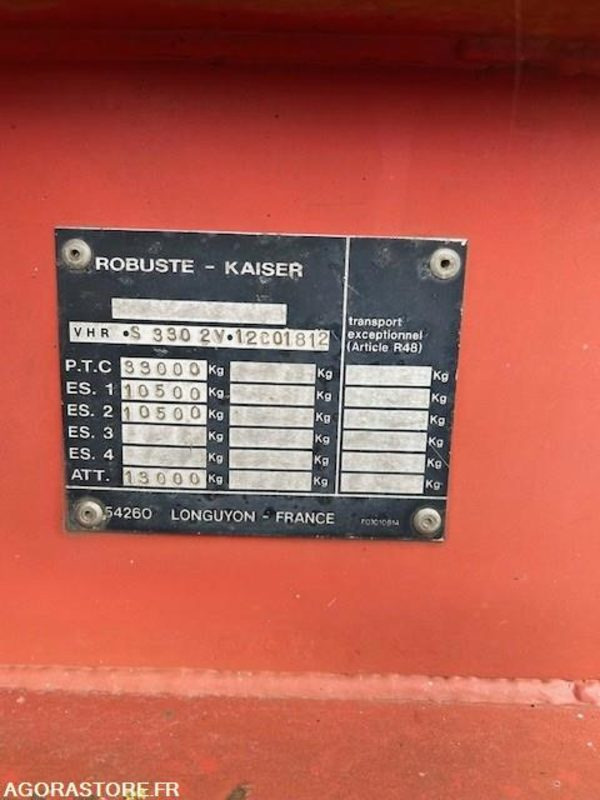 ROBUSTE - KAISER
VHR •S 330 2V•12C01812
transport
exceptionnel
(Article R48)
P.T.C 33000 Kg Kg Kg
ES. 1 10500 Kg Kg Kg
ES. 2 10500 Kg Kg Kg
ES. 3 Kg Kg Kg
ES. 4 Kg Kg Kg
ATT. 13000 Kg Kg Kg
54260 LONGUYON - FRANCE
AGORASTORE.FR